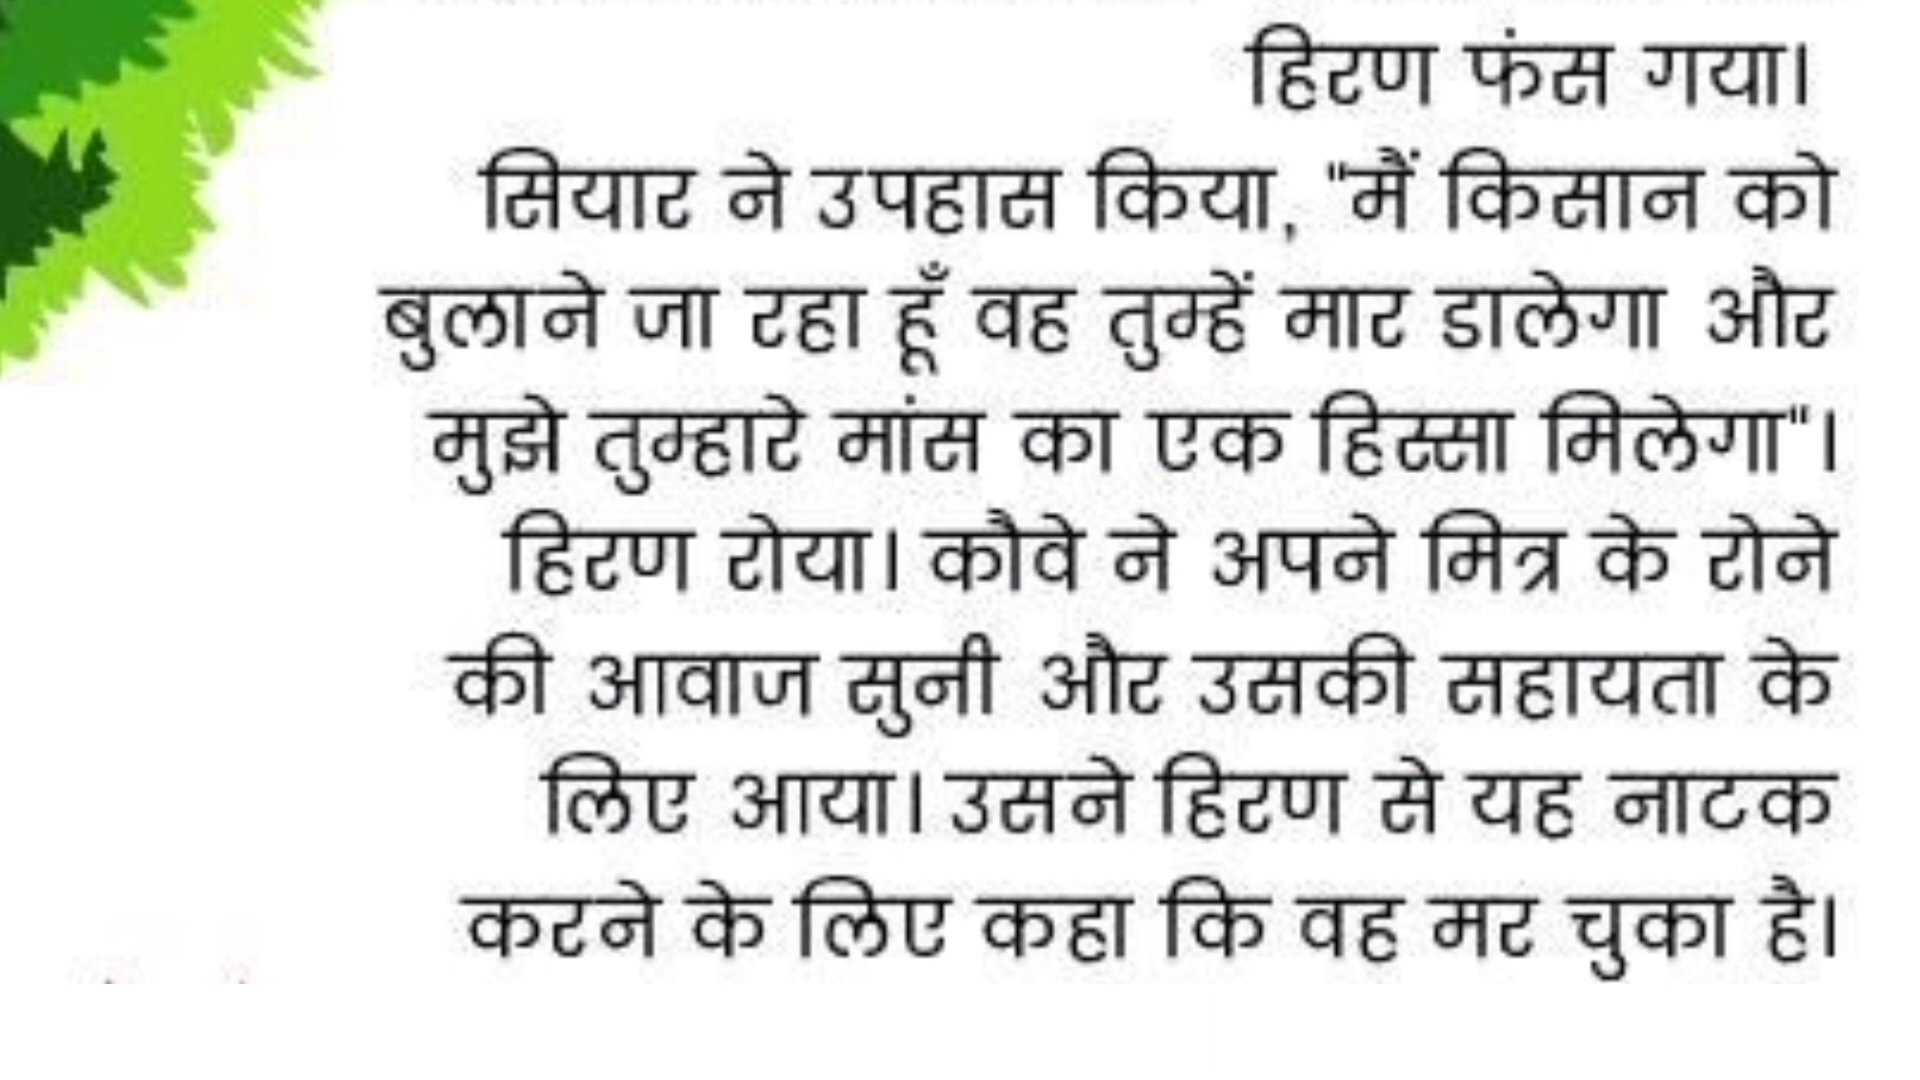 हिरण फंस गया।
सियार ने उपहास किया, "मैं किसान को
बुलाने जा रहा हूँ वह तुम्हें मार डालेगा और
मुझे तुम्हारे मांस का एक हिस्सा मिलेगा"।
हिरण रोया। कौवे ने अपने मित्र के रोने
की आवाज सुनी और उसकी सहायता के
लिए आया। उसने हिरण से यह नाटक
करने के लिए कहा कि वह मर चुका है।